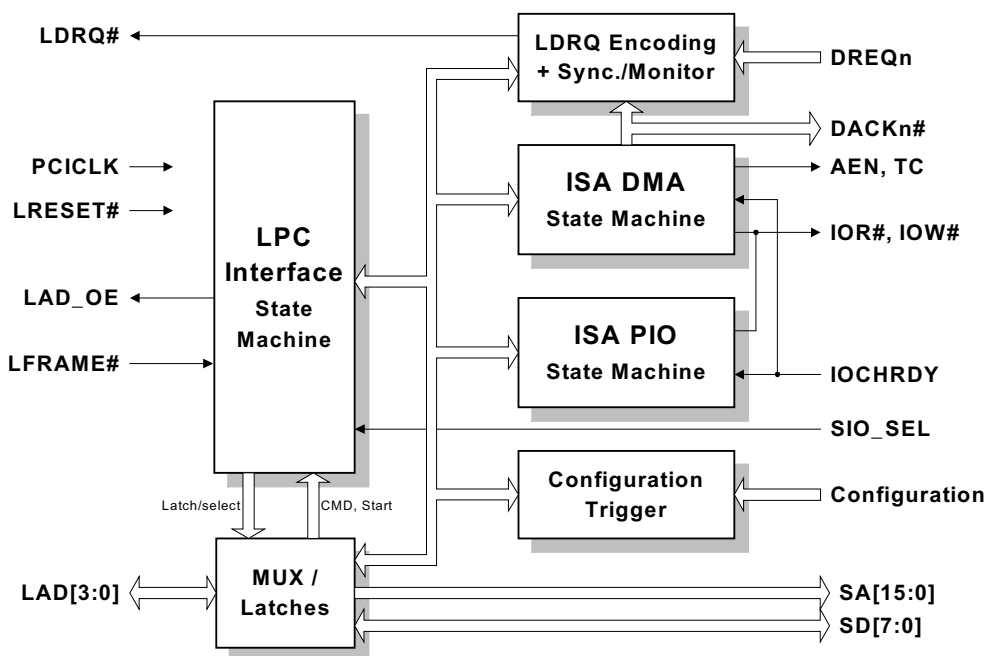 LDRQ#
LDRQ Encoding
+ Sync./Monitor
DREQn
DACKn#
PCICLK
LRESET#
LAD_OE
LFRAME#
LPC
Interface
State
Machine
ISA DMA
State Machine
AEN, TC
IOR#, IOW#
ISA PIO
State Machine
IOCHRDY
SIO_SEL
Configuration
Trigger
Configuration
Latch/select
CMD, Start
LAD[3:0]
MUX /
Latches
SA[15:0]
SD[7:0]